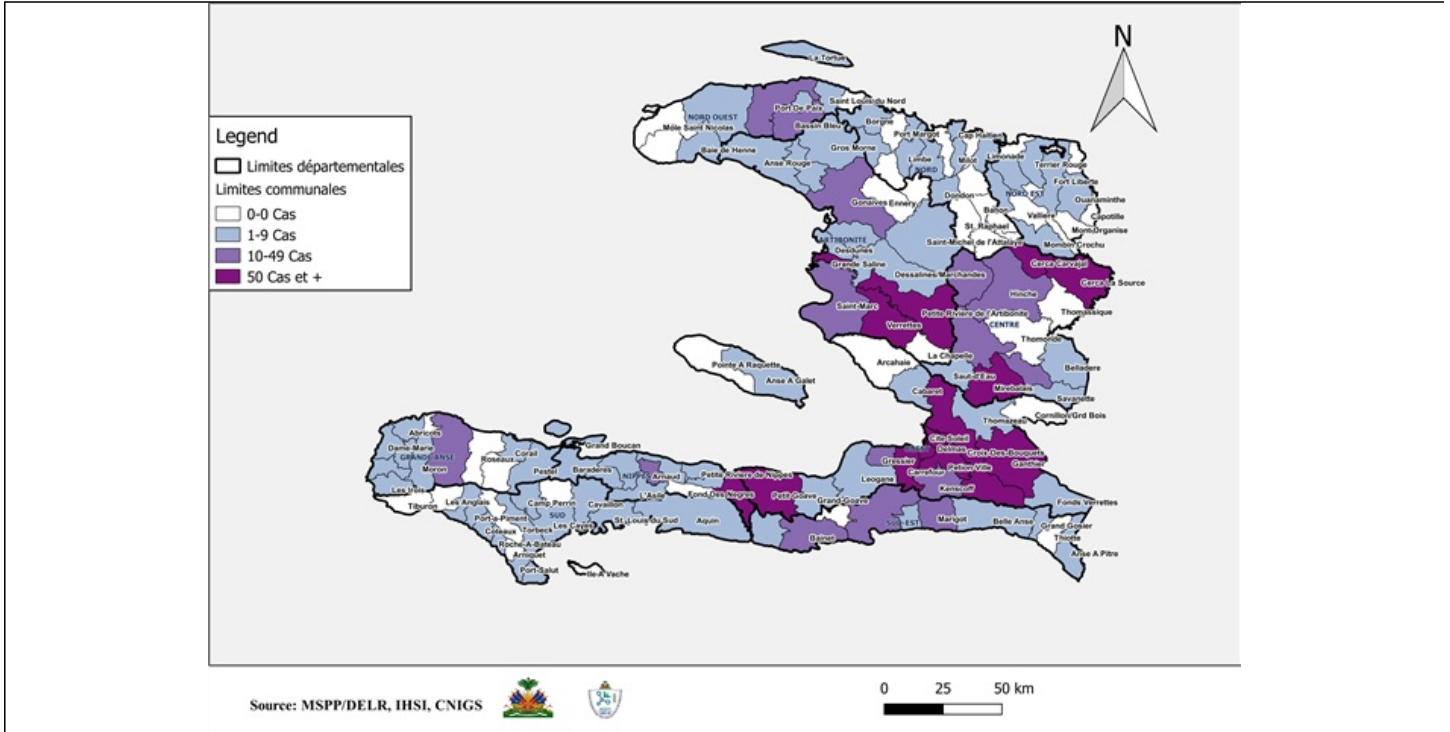 N
Legend
Limites départementales
Limites communales
0-0 Cas
1-9 Cas
10-49 Cas
50 Cas et +
La Tortue
Saint Louis du Nord
Port De Paix
NORD OUEST
Môle Saint Nicolas
Bassin Bleu
Borgne
Port Margot
Cap Haitien
Baie de Henne
Anse Rouge
Gros Morne
Limbe
NORD
Milot
Limonade
Terrier Rouge
Fort Liberte
NORD EST
Ouanaminthe
Gonaives
Ennery
Dondon
Bahon
Valliere
Capotille
Mont-Organise
St. Raphael
Saint-Michel de l'Attalaye
Mombin Crochu
ARTIBONITE
Desdunes
Grande Saline
Dessalines/Marchandes
Cerca Carvajal
Cerca La Source
Hinche
Thomassique
Saint-Marc
Petite Rivière de l'Artibonite
Verrettes
CENTRE
Thomonde
La Chapelle
Arcahaie
Saut-d'Eau
Belladere
Mirebalais
Savanette
Pointe A Raquette
Anse A Galet
Cabaret
Cornillon/Grd Bois
Thomazeau
Cite Soleil
Delmas
Croix-Des-Bouquets
Ganthier
Gressier
Carrefour
Petion-Ville
Kenscoff
Leogane
Grand-Goave
Petit-Goave
Fonds Verrettes
Abricots
Dame-Marie
GRANDE ANSE
Moron
Roseaux
Corail
Pestel
Grand Boucan
Baraderes
NIPPES
Arnaud
Petite Riviere de Nippes
Fond-Des-Negres
L'Asile
Les Irois
Tiburon
Les Anglais
Port-a-Piment
Coteaux
Roche-A-Bateau
Arniquet
Port-Salut
Camp Perrin
SUD
Torbeck
Les Cayes
Cavaillon
St. Louis du Sud
Aquin
Ile-A Vache
Bainet
SUD-EST
Marigot
Belle Anse
Grand Gosier
Thiotte
Anse A Pitre
Source: MSPP/DELR, IHSI, CNIGS
0 25 50 km